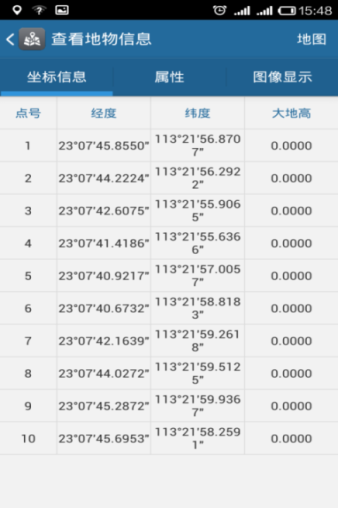 15:48
查看地物信息 地图
坐标信息 属性 图像显示
点号 经度 纬度 大地高
1 23°07'45.8550" 113°21'56.8707" 0.0000
2 23°07'44.2224" 113°21'56.2922" 0.0000
3 23°07'42.6075" 113°21'55.9065" 0.0000
4 23°07'41.4186" 113°21'55.6366" 0.0000
5 23°07'40.9217" 113°21'57.0057" 0.0000
6 23°07'40.6732" 113°21'58.8183" 0.0000
7 23°07'42.1639" 113°21'59.2618" 0.0000
8 23°07'44.0272" 113°21'59.5125" 0.0000
9 23°07'45.2872" 113°21'59.9367" 0.0000
10 23°07'45.6953" 113°21'58.2591" 0.0000